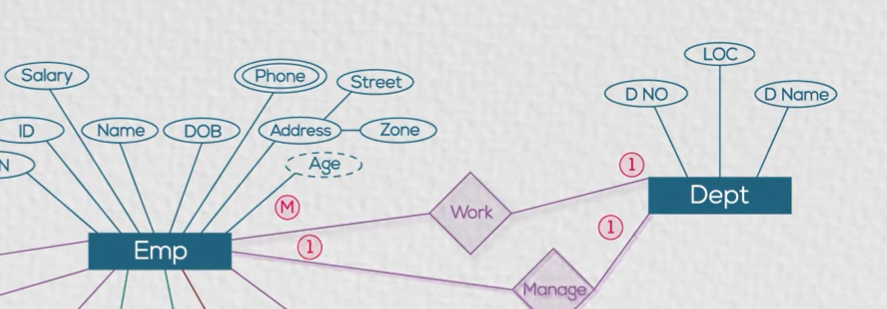 LOC
Salary
Phone
Street
D NO
D Name
ID
Name
DOB
Address
Zone
N
Age
1
M
Work
Dept
1
Emp
1
Manage